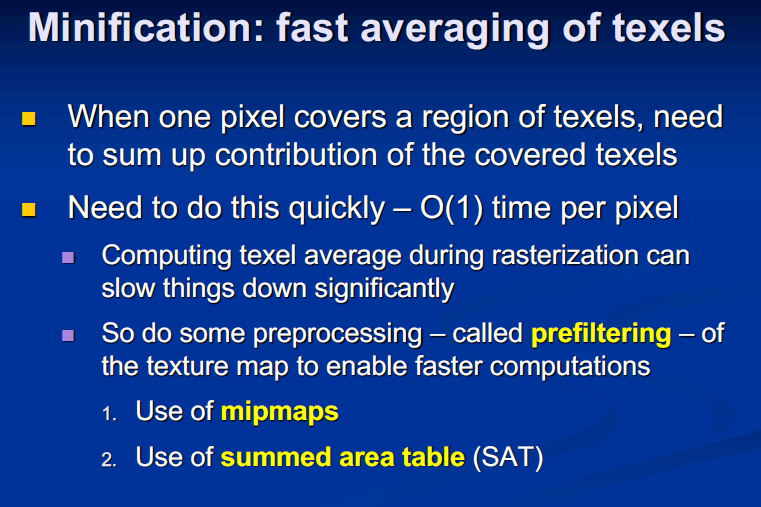 Minification: fast averaging of texels
When one pixel covers a region of texels, need
to sum up contribution of the covered texels
Need to do this quickly – O(1) time per pixel
Computing texel average during rasterization can
slow things down significantly
So do some preprocessing – called prefiltering – of
the texture map to enable faster computations
1. Use of mipmaps
2. Use of summed area table (SAT)